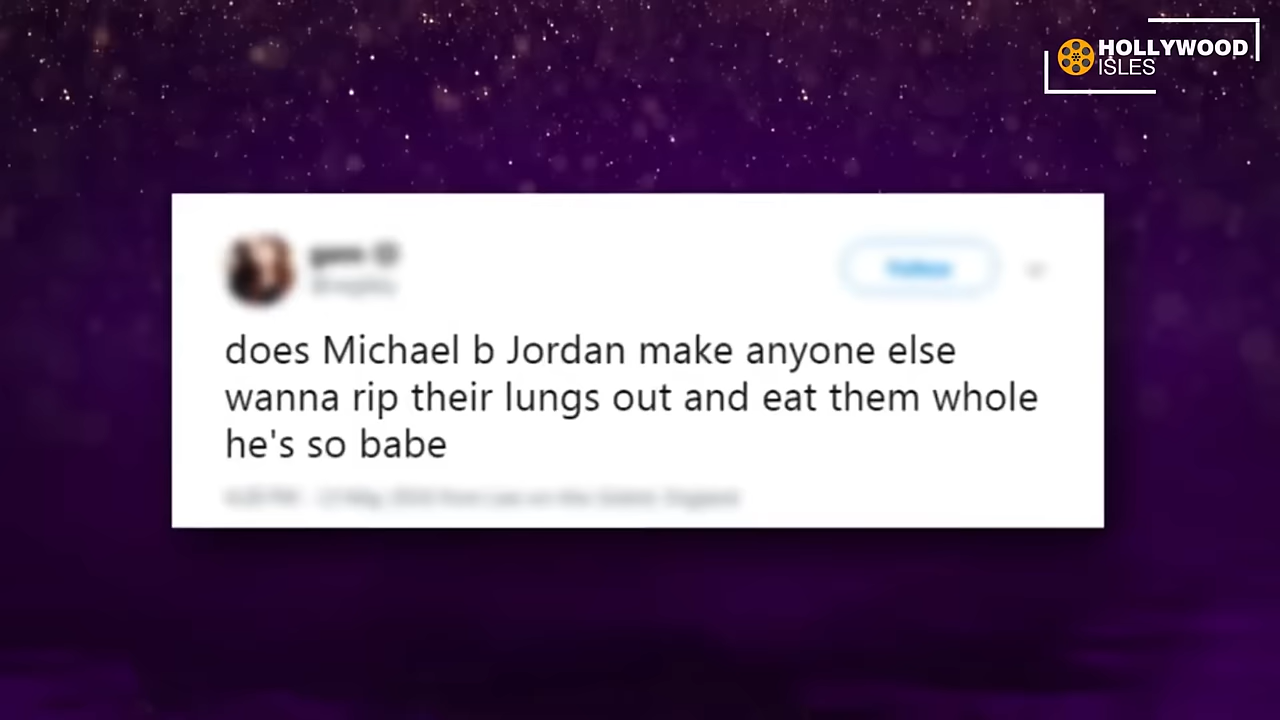 HOLLYWOOD
ISLES
Follow
does Michael b Jordan make anyone else
wanna rip their lungs out and eat them whole
he's so babe